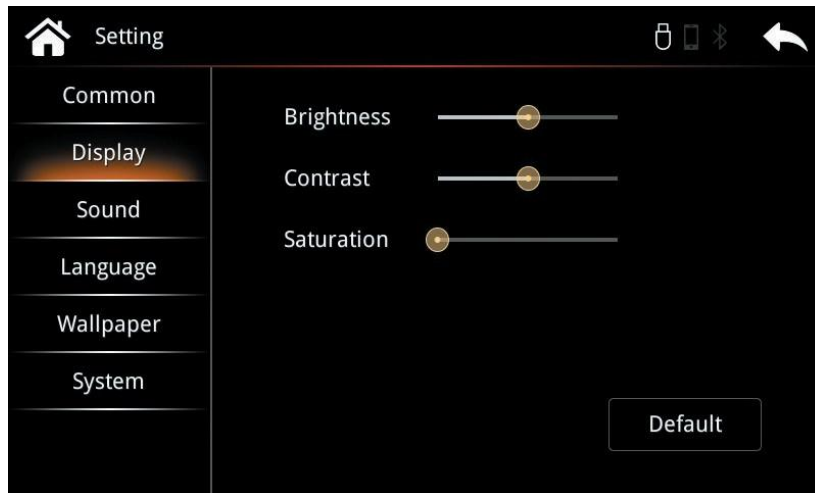 Setting
Common
Display
Sound
Language
Wallpaper
System
Brightness
Contrast
Saturation
Default